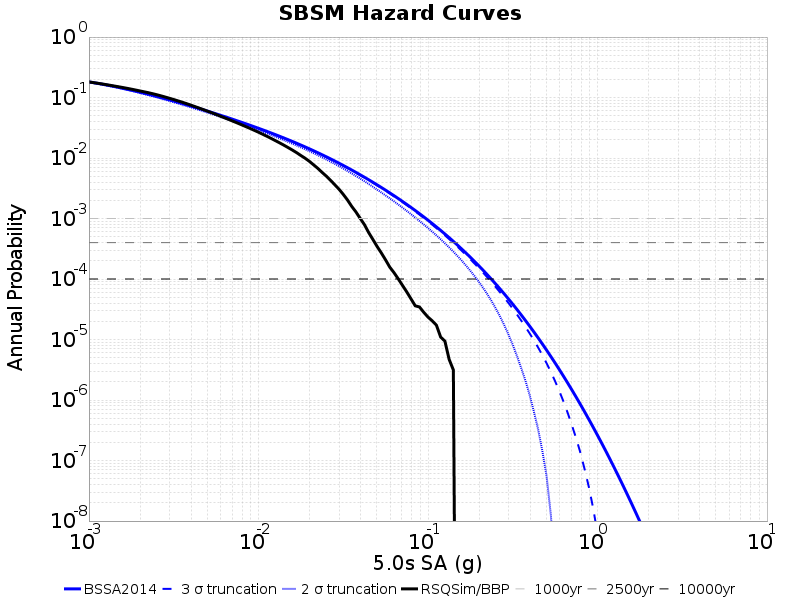 SBSM Hazard Curves
10^0
10^-1
10^-2
10^-3
10^-4
10^-5
10^-6
10^-7
10^-8
Annual Probability
10^-3 10^-2 10^-1 10^0 10^1
5.0s SA (g)
BSSA2014 3 σ truncation 2 σ truncation RSQSim/BBP 1000yr 2500yr 10000yr